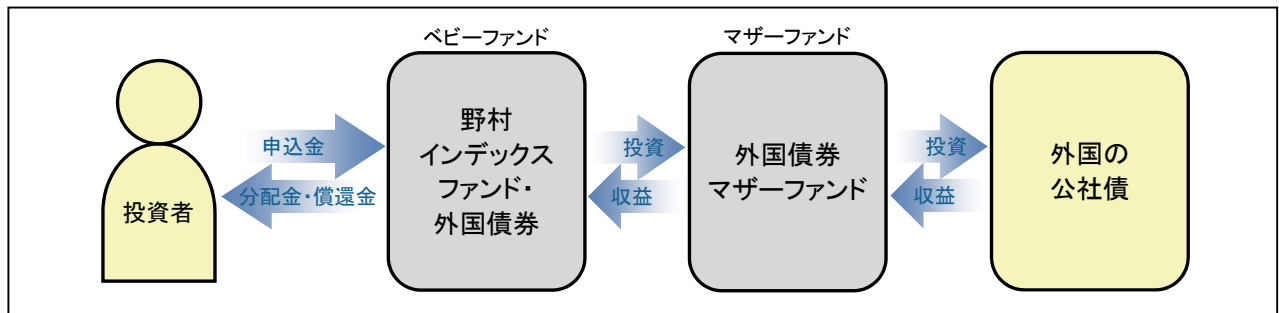 ベビーファンド
マザーファンド
投資者
申込金
分配金・償還金
野村
インデックス
ファンド・
外国債券
投資
収益
外国債券
マザーファンド
投資
収益
外国の
公社債